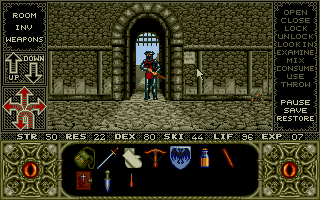 ROOM
INV
WEAPONS
UP
DOWN
OPEN
CLOSE
LOCK
UNLOCK
LOOK IN
EXAMINE
MIX
CONSUME
USE
THROW
PAUSE
SAVE
RESTORE
STR 50 RES 22 DEX 80 SKI 44 LIF 96 EXP 07